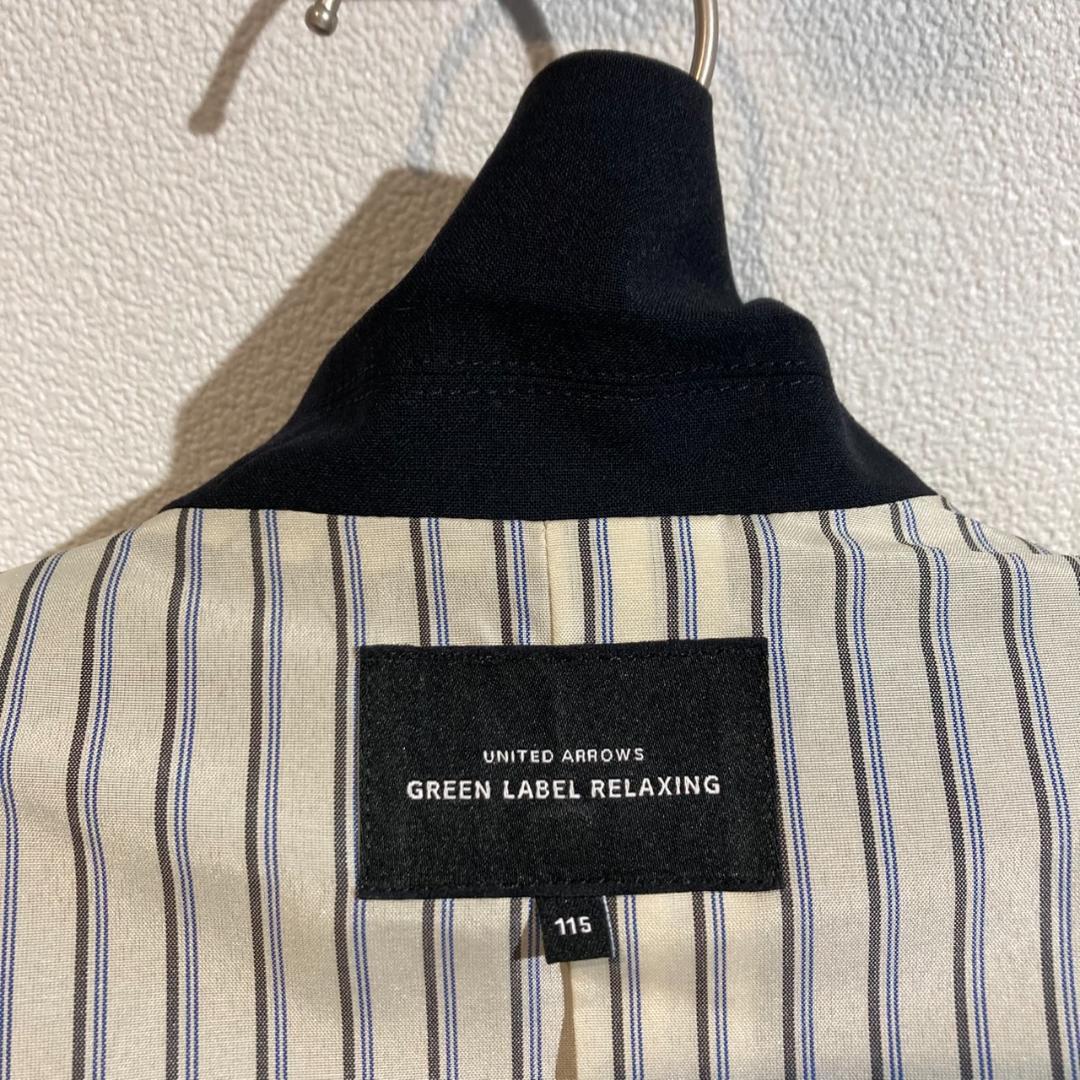 UNITED ARROWS
GREEN LABEL RELAXING
115